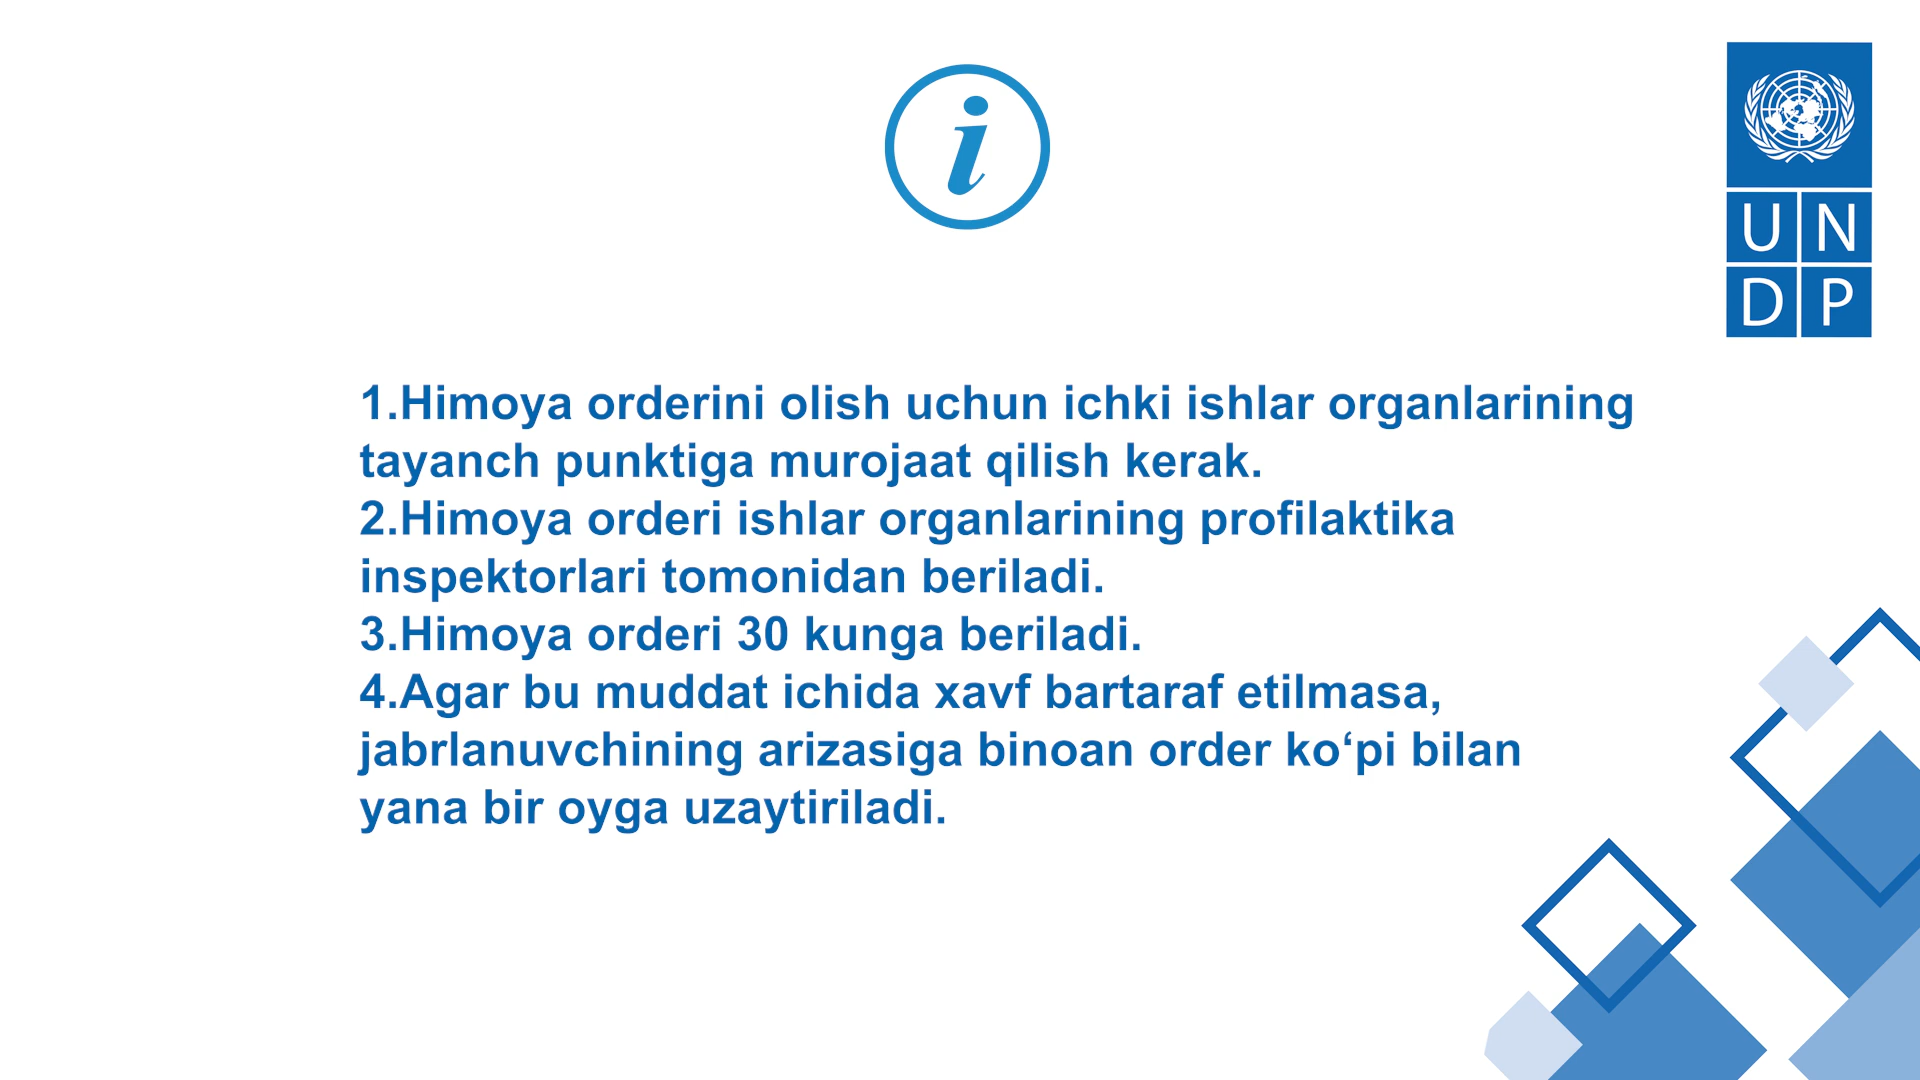 i
U N
D P
1.Himoya orderini olish uchun ichki ishlar organlarining
tayanch punktiga murojaat qilish kerak.
2.Himoya orderi ishlar organlarining profilaktika
inspektorlari tomonidan beriladi.
3.Himoya orderi 30 kunga beriladi.
4.Agar bu muddat ichida xavf bartaraf etilmasa,
jabrlanuvchining arizasiga binoan order ko‘pi bilan
yana bir oyga uzaytiriladi.